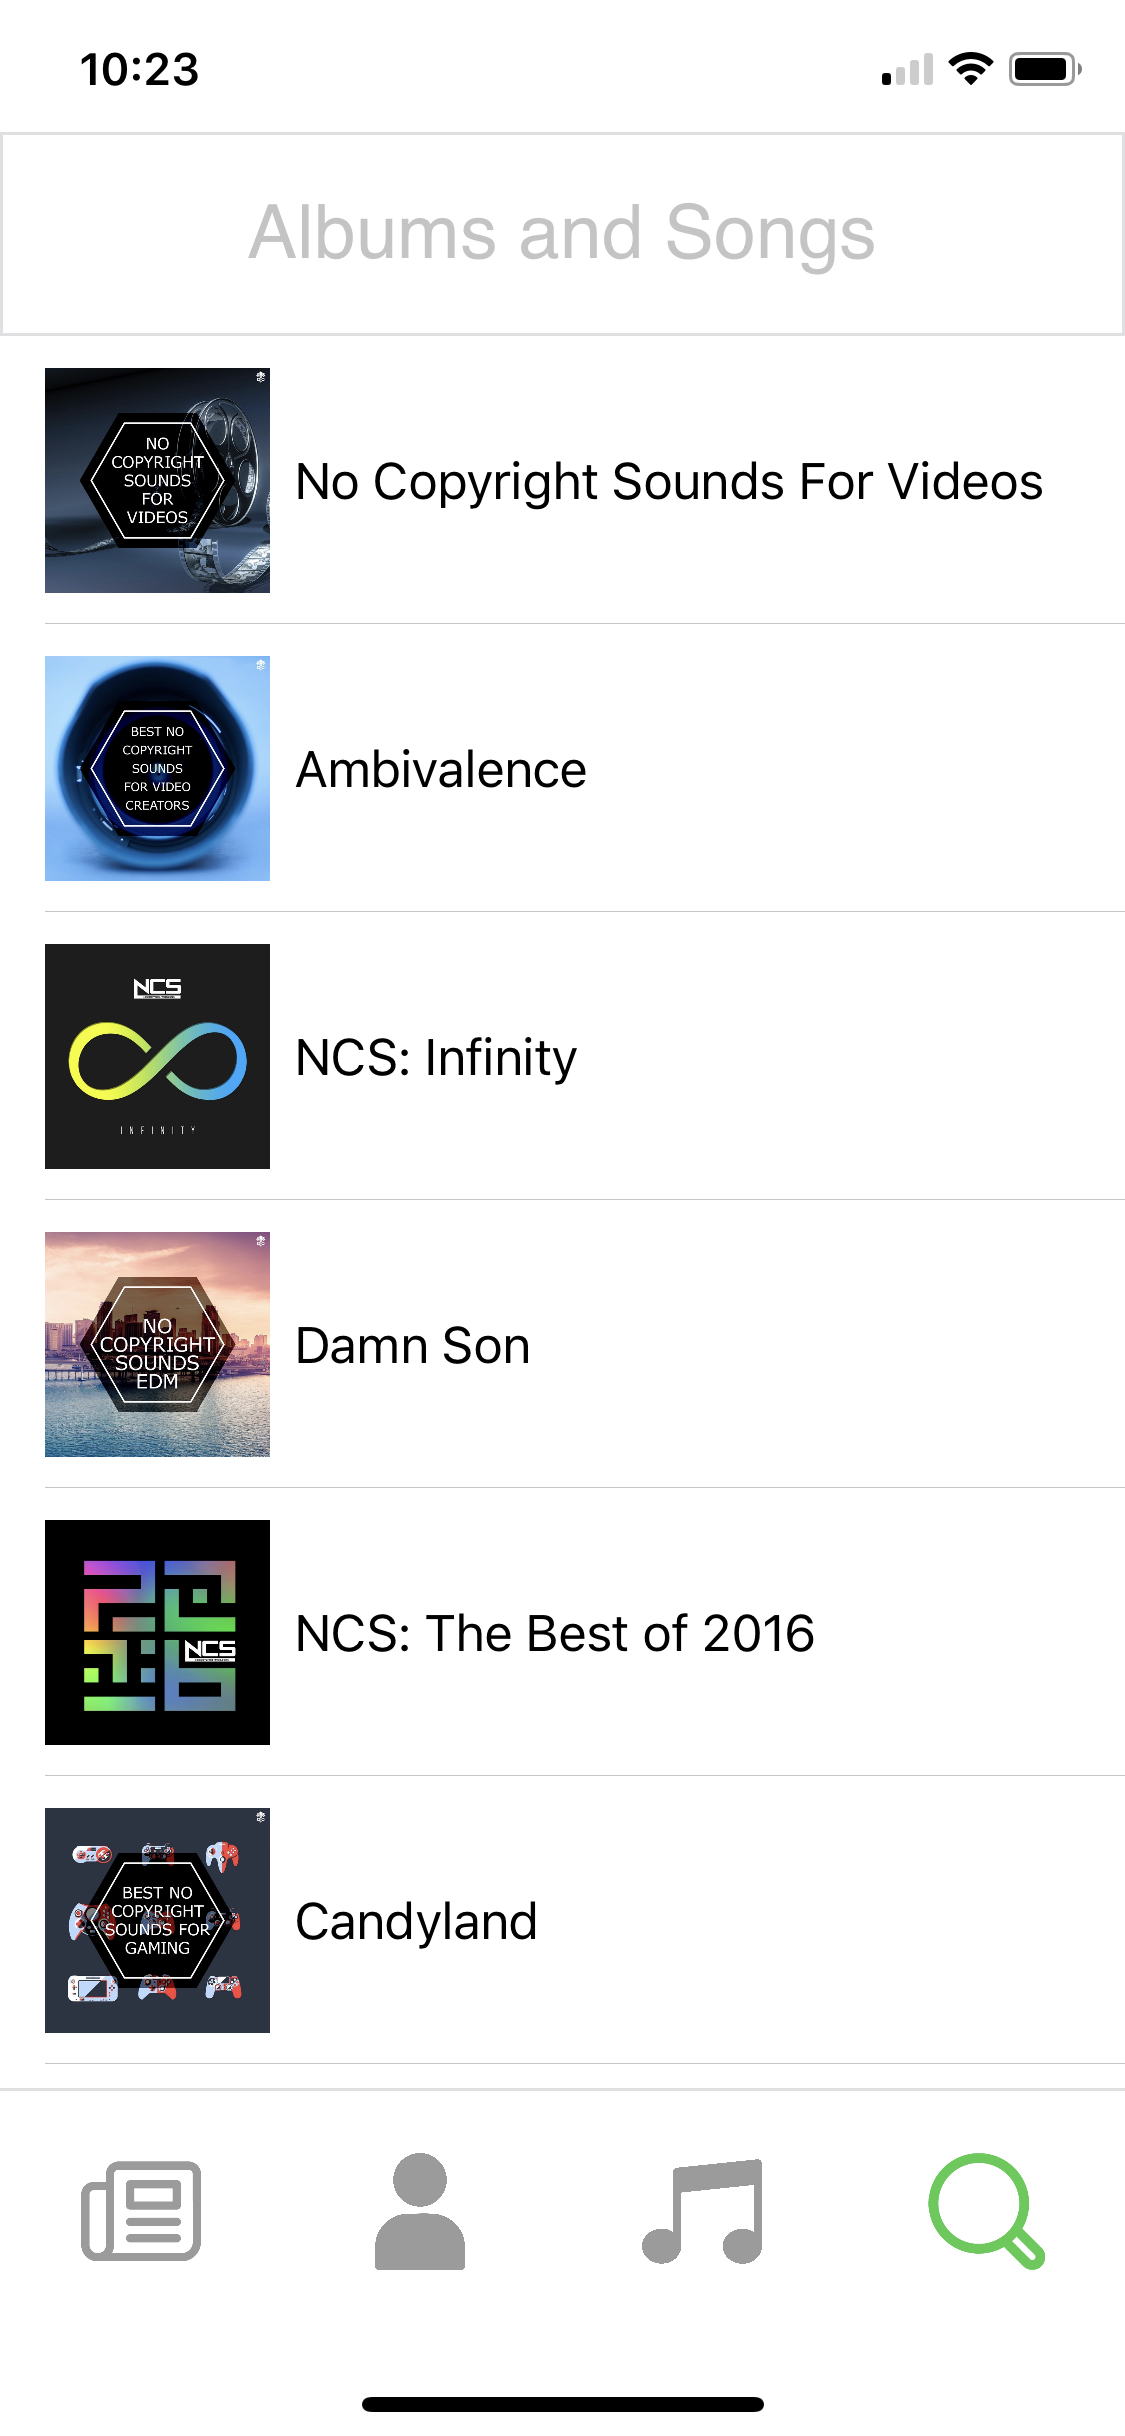 10:23
Albums and Songs
NO
COPYRIGHT
SOUNDS
FOR
VIDEOS
No Copyright Sounds For Videos
BEST NO
COPYRIGHT
SOUNDS
FOR VIDEO
CREATORS
Ambivalence
NCS
INFINITY
NCS: Infinity
NO
COPYRIGHT
SOUNDS
EDM
Damn Son
2016
NCS
NCS: The Best of 2016
BEST NO
COPYRIGHT
SOUNDS FOR
GAMING
Candyland